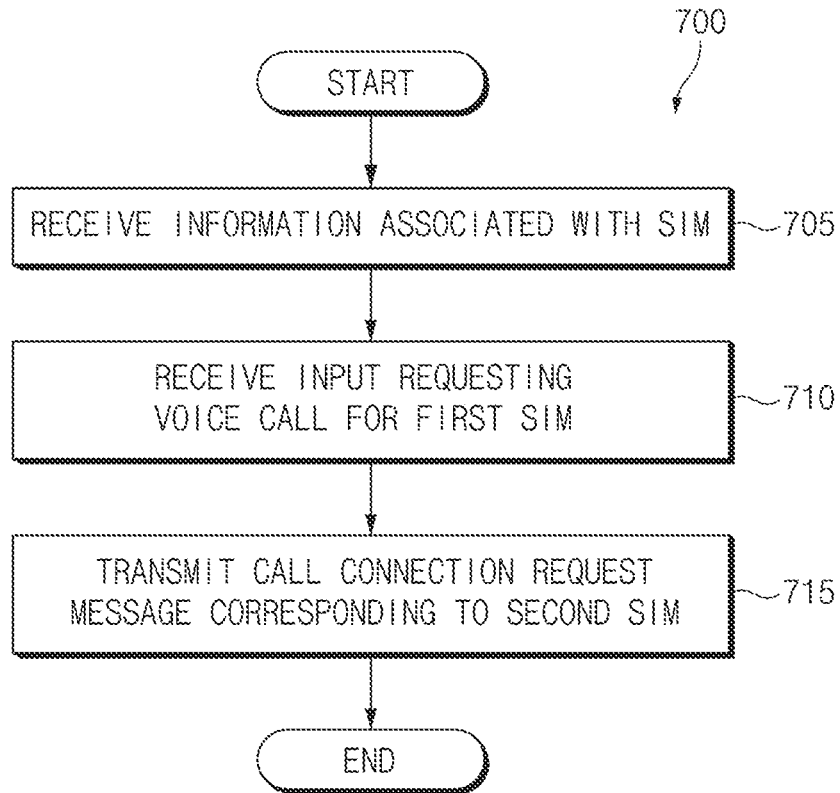 700
START
RECEIVE INFORMATION ASSOCIATED WITH SIM
705
RECEIVE INPUT REQUESTING
VOICE CALL FOR FIRST SIM
710
TRANSMIT CALL CONNECTION REQUEST
MESSAGE CORRESPONDING TO SECOND SIM
715
END